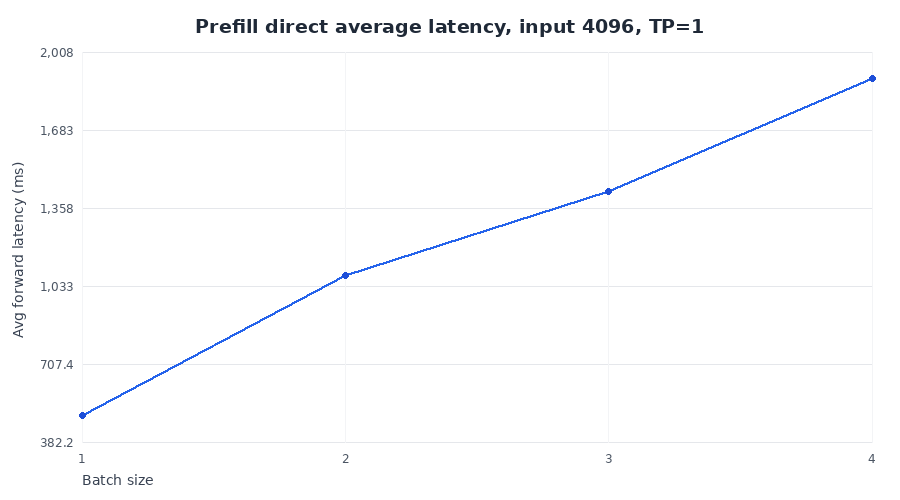 Prefill direct average latency, input 4096, TP=1
2,008
1,683
1,358
1,033
707.4
382.2
Avg forward latency (ms)
1 2 3 4
Batch size